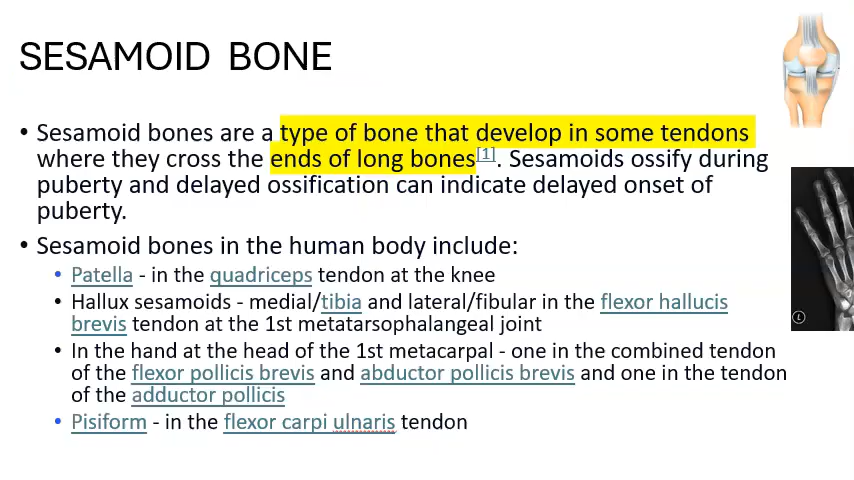 SESAMOID BONE
• Sesamoid bones are a type of bone that develop in some tendons
where they cross the ends of long bones[1]. Sesamoids ossify during
puberty and delayed ossification can indicate delayed onset of
puberty.
• Sesamoid bones in the human body include:
• Patella - in the quadriceps tendon at the knee
• Hallux sesamoids - medial/tibia and lateral/fibular in the flexor hallucis
brevis tendon at the 1st metatarsophalangeal joint
• In the hand at the head of the 1st metacarpal - one in the combined tendon
of the flexor pollicis brevis and abductor pollicis brevis and one in the tendon
of the adductor pollicis
• Pisiform - in the flexor carpi ulnaris tendon
L